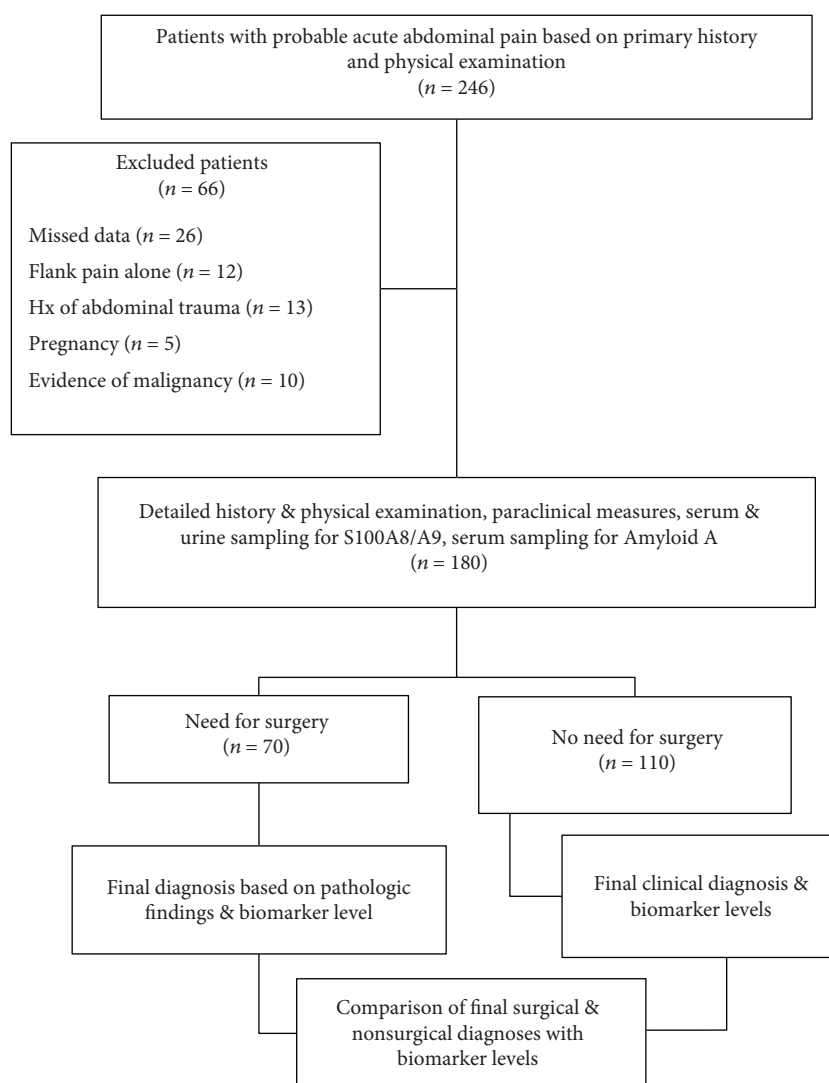 Patients with probable acute abdominal pain based on primary history
and physical examination
(n = 246)
Excluded patients
(n = 66)
Missed data (n = 26)
Flank pain alone (n = 12)
Hx of abdominal trauma (n = 13)
Pregnancy (n = 5)
Evidence of malignancy (n = 10)
Detailed history & physical examination, paraclinical measures, serum &
urine sampling for S100A8/A9, serum sampling for Amyloid A
(n = 180)
Need for surgery
(n = 70)
No need for surgery
(n = 110)
Final diagnosis based on pathologic
findings & biomarker level
Final clinical diagnosis &
biomarker levels
Comparison of final surgical &
nonsurgical diagnoses with
biomarker levels